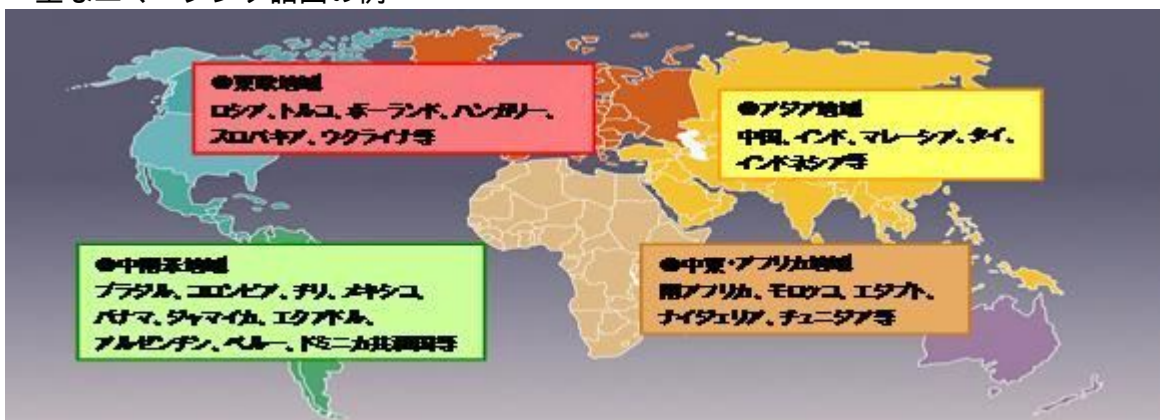 主なエマージング諸国の例
●東欧地域
ロシア、トルコ、ポーランド、ハンガリー、
スロバキア、ウクライナ等
●アジア地域
中国、インド、マレーシア、タイ、
インドネシア等
●中南米地域
ブラジル、コロンビア、チリ、メキシコ、
パナマ、ジャマイカ、エクアドル、
アルゼンチン、ペルー、ドミニカ共和国等
●中東・アフリカ地域
南アフリカ、モロッコ、エジプト、
ナイジェリア、チュニジア等